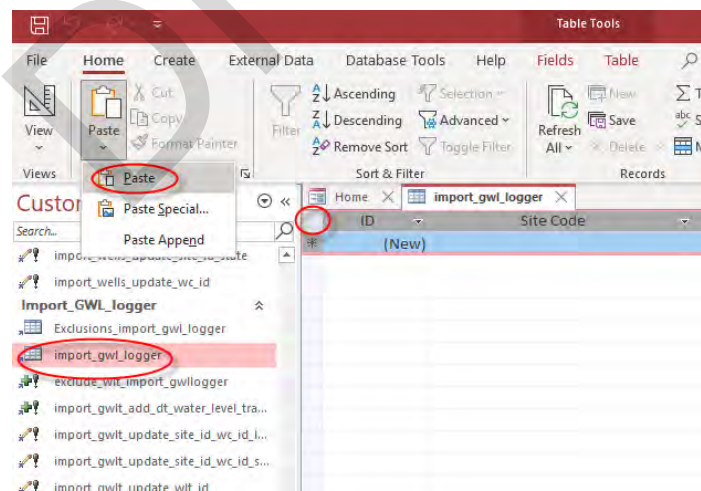 Table Tools
File Home Create External Data Database Tools Help Fields Table
Cut
Copy
Format Painter
View
Paste
Filter
Ascending
Descending
Remove Sort
Selection
Advanced
Toggle Filter
Refresh
All
New
Save
Delete
Views
Sort & Filter
Records
Paste
Paste Special...
Paste Append
Search...
Home import_gwl_logger
ID Site Code
(New)
import_wells_update_wc_id
Import_GWL_logger
Exclusions_import_gwl_logger
import_gwl_logger
exclude_wlt_import_gwllogger
import_gwlt_add_dt_water_level_tra...
import_gwlt_update_site_id_wc_id_i...
import_gwlt_update_site_id_wc_id_s...
import_gwlt_update_wlt_id